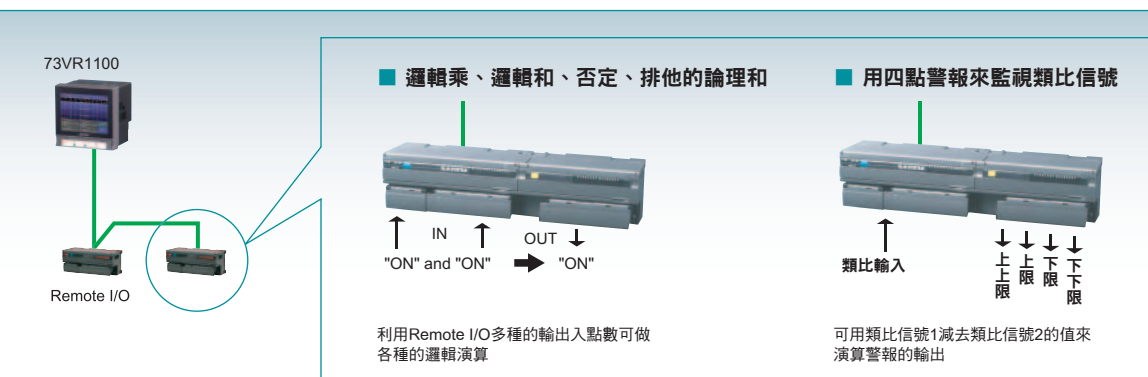 73VR1100
Remote I/O
■ 邏輯乘、邏輯和、否定、排他的論理和
IN
OUT
"ON" and "ON"
"ON"
利用Remote I/O多種的輸出入點數可做
各種的邏輯演算
■ 用四點警報來監視類比信號
類比輸入
上上限
上限
下限
下下限
可用類比信號1減去類比信號2的值來
演算警報的輸出